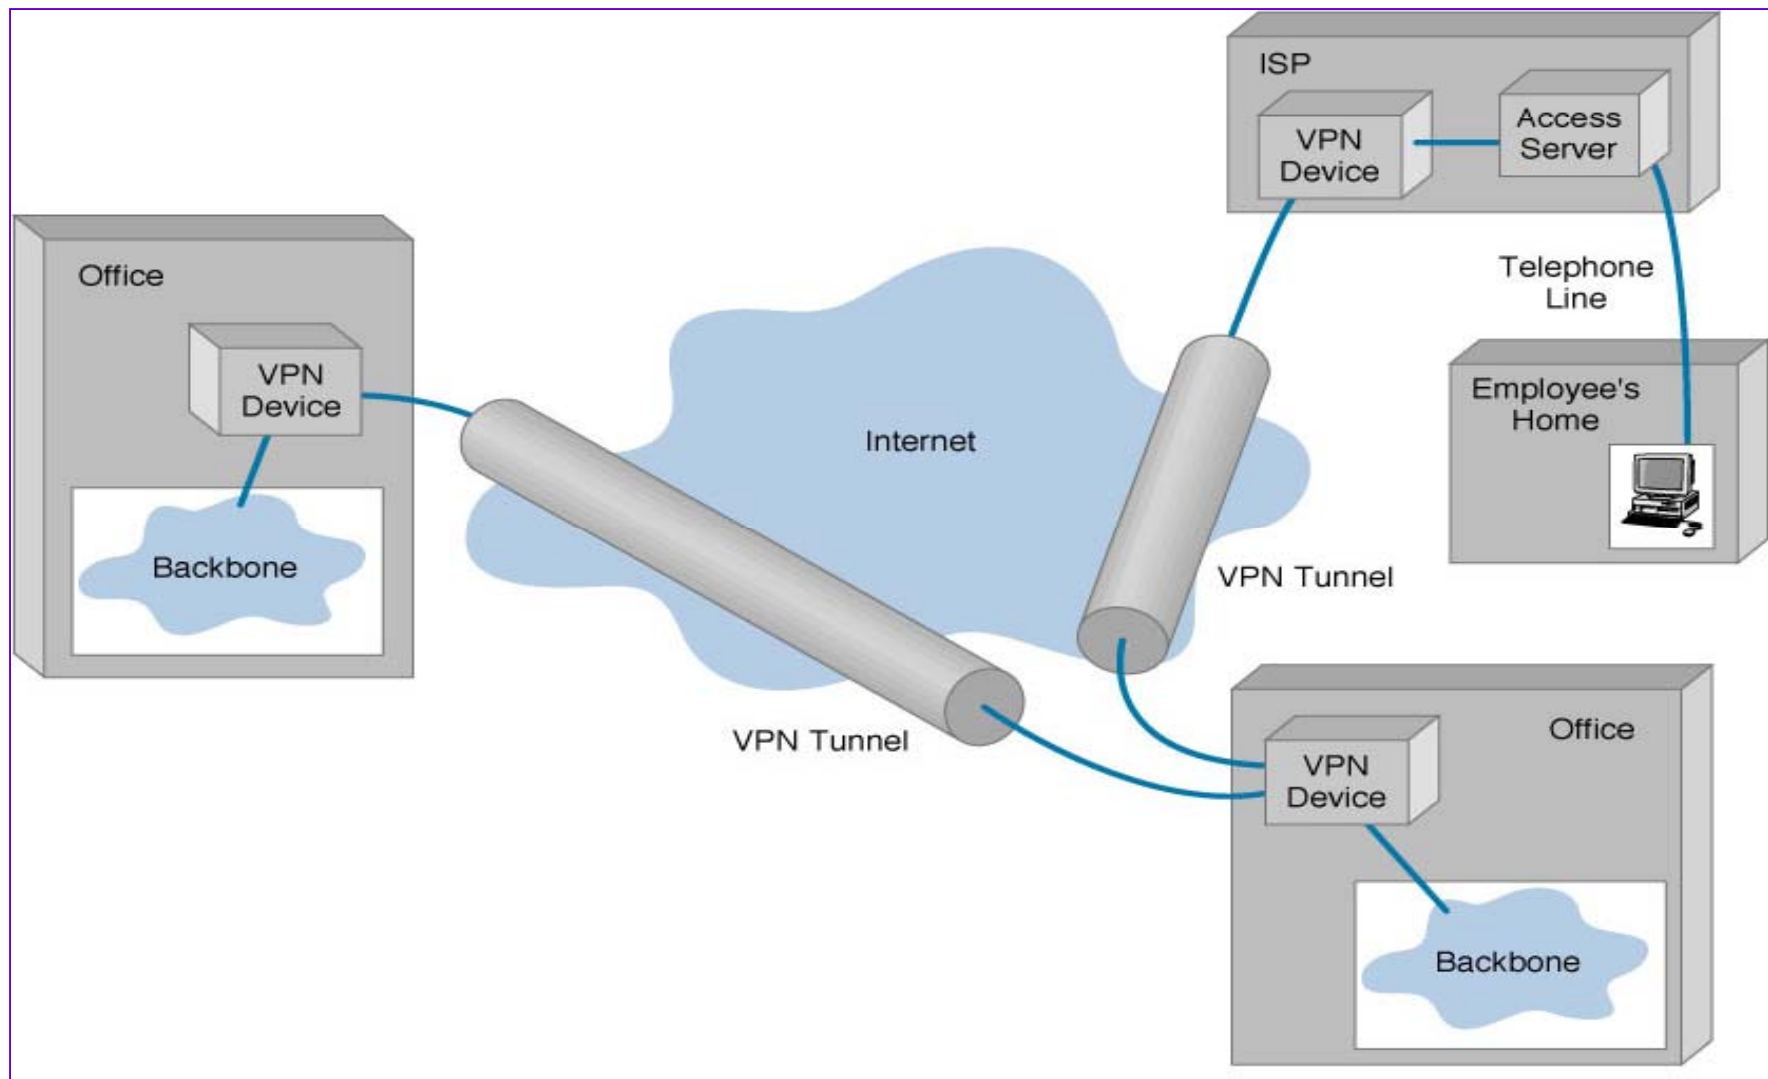 ISP
VPN
Device
Access
Server
Telephone
Line
Employee's
Home
Office
VPN
Device
Backbone
Internet
VPN Tunnel
VPN Tunnel
Office
VPN
Device
Backbone